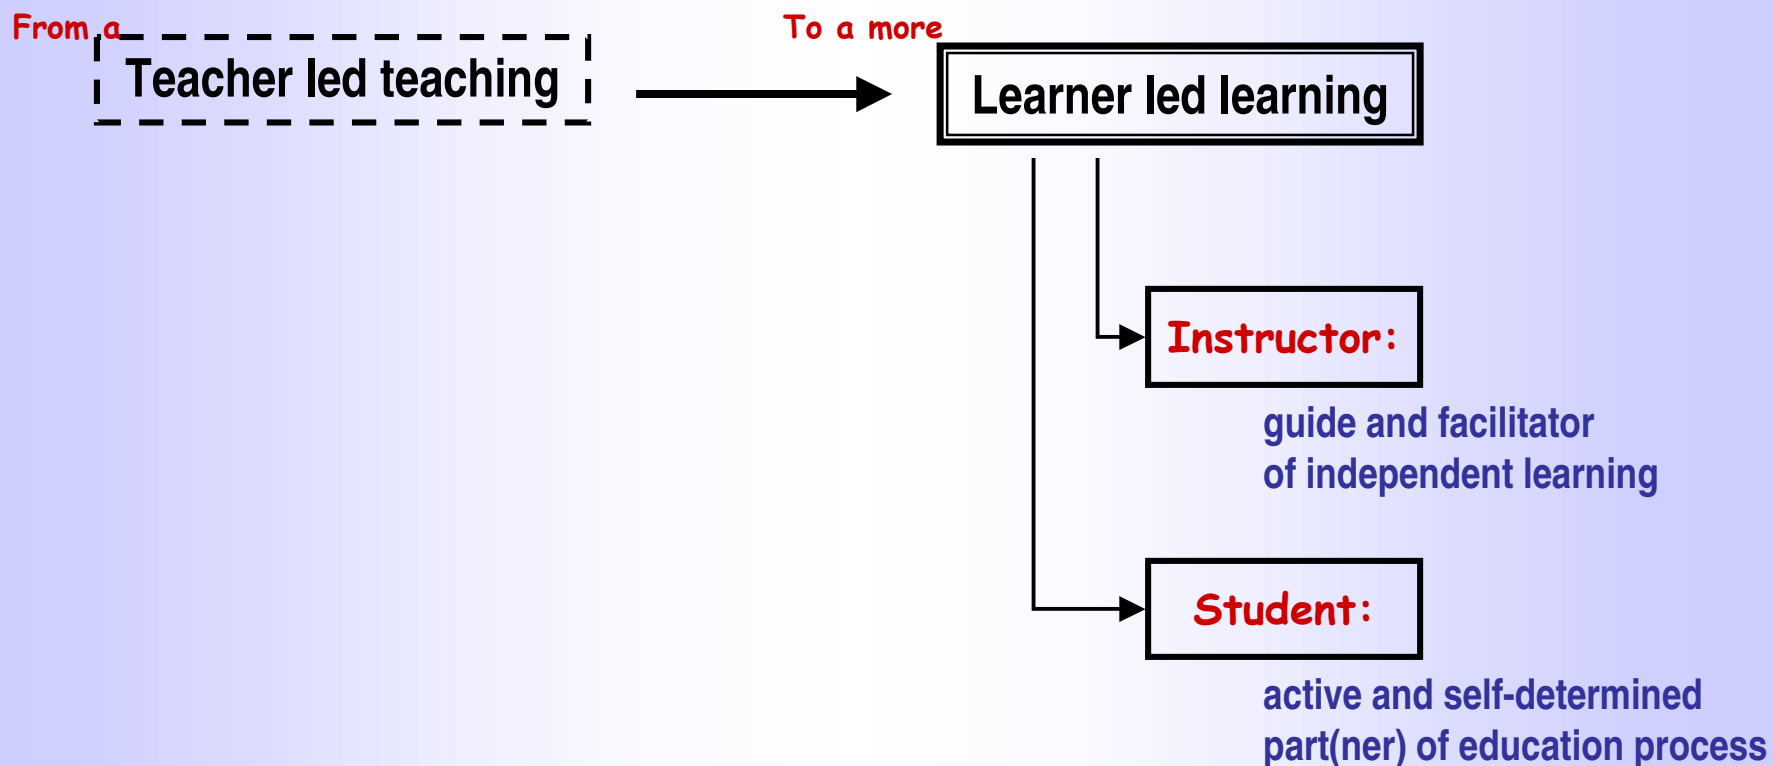 From a
Teacher led teaching
To a more
Learner led learning
Instructor:
guide and facilitator
of independent learning
Student:
active and self-determined
part(ner) of education process